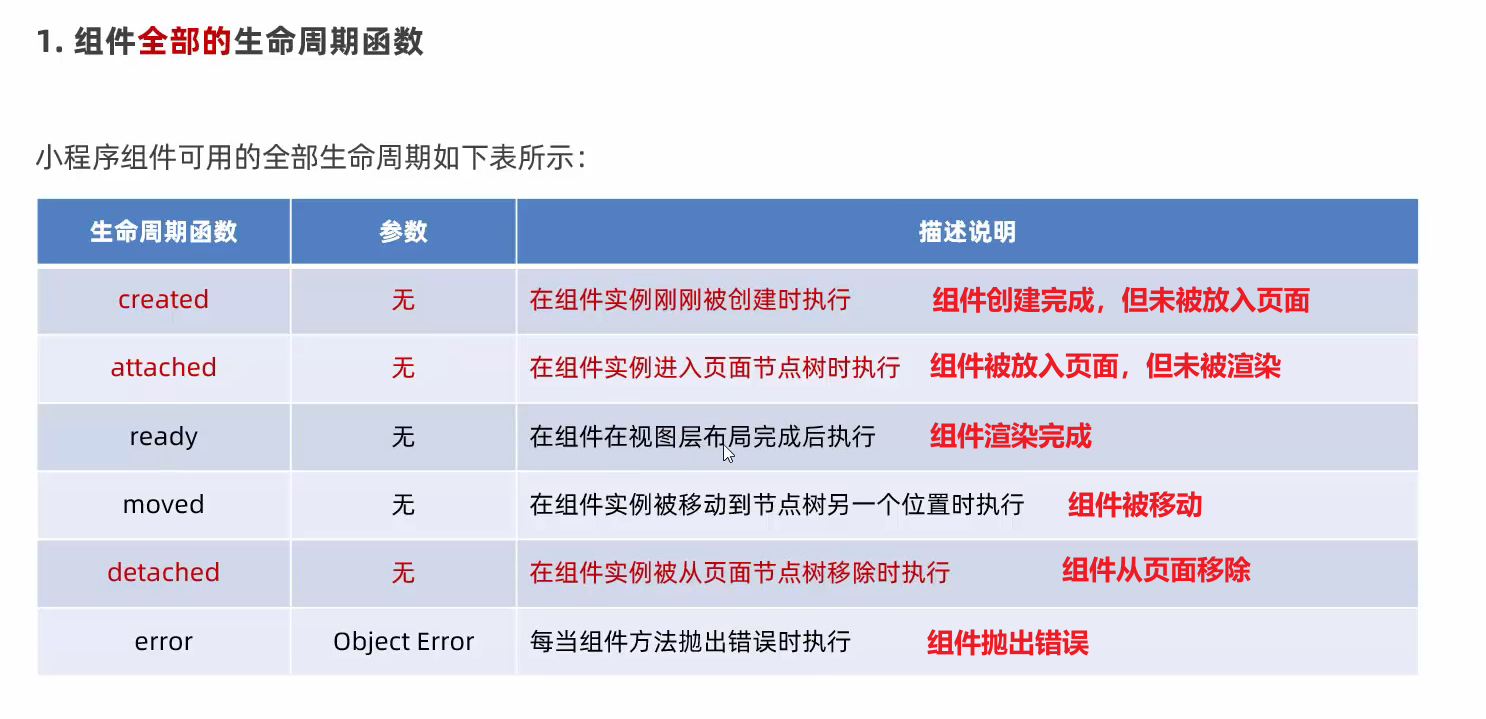 1. 组件全部的生命周期函数
小程序组件可用的全部生命周期如下表所示：
生命周期函数 参数 描述说明
created 无 在组件实例刚刚被创建时执行 组件创建完成，但未被放入页面
attached 无 在组件实例进入页面节点树时执行 组件被放入页面，但未被渲染
ready 无 在组件在视图层布局完成后执行 组件渲染完成
moved 无 在组件实例被移动到节点树另一个位置时执行 组件被移动
detached 无 在组件实例被从页面节点树移除时执行 组件从页面移除
error Object Error 每当组件方法抛出错误时执行 组件抛出错误